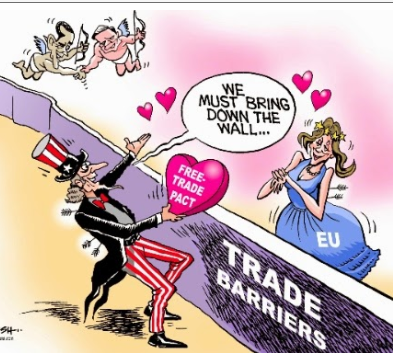 WE
MUST BRING
DOWN THE
WALL...
FREE-
TRADE
PACT
EU
TRADE
BARRIERS